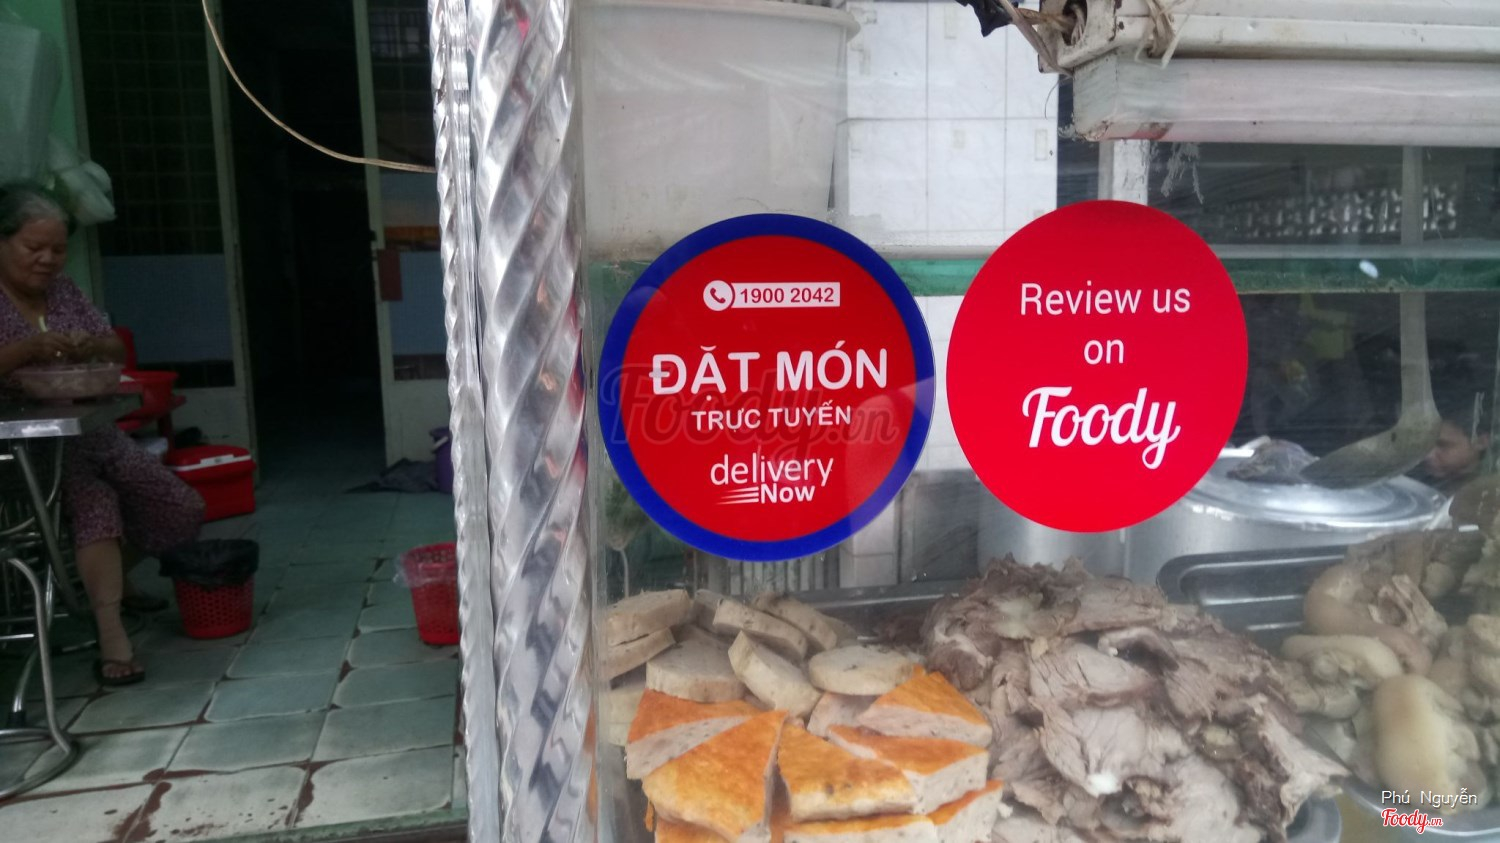 1900 2042
ĐẶT MÓN
TRỰC TUYẾN
delivery
Now
Review us
on
Foody
Foody.vn
Phú Nguyễn
Foody.vn